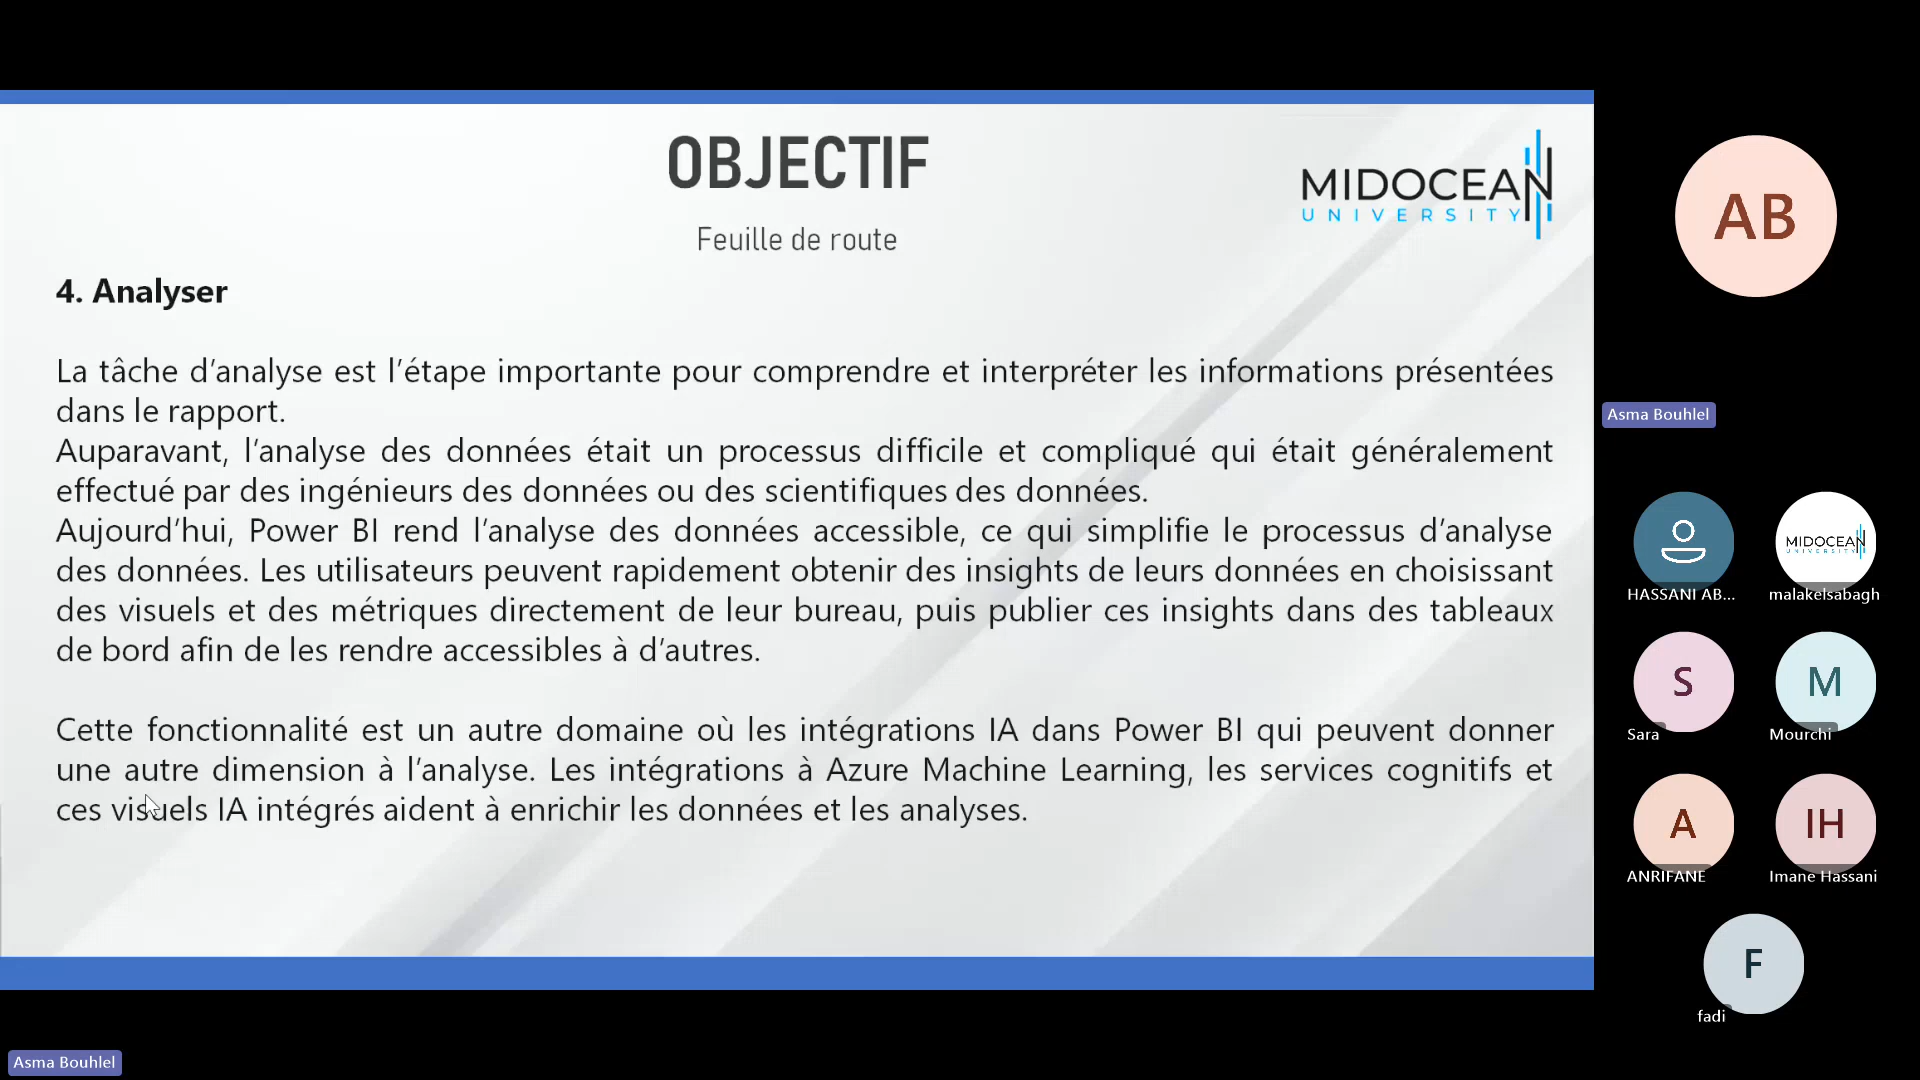 OBJECTIF
MIDOCEAN
UNIVERSITY
Feuille de route
4. Analyser
La tâche d’analyse est l’étape importante pour comprendre et interpréter les informations présentées
dans le rapport.
Auparavant, l’analyse des données était un processus difficile et compliqué qui était généralement
effectué par des ingénieurs des données ou des scientifiques des données.
Aujourd’hui, Power BI rend l’analyse des données accessible, ce qui simplifie le processus d’analyse
des données. Les utilisateurs peuvent rapidement obtenir des insights de leurs données en choisissant
des visuels et des métriques directement de leur bureau, puis publier ces insights dans des tableaux
de bord afin de les rendre accessibles à d’autres.
Cette fonctionnalité est un autre domaine où les intégrations IA dans Power BI qui peuvent donner
une autre dimension à l’analyse. Les intégrations à Azure Machine Learning, les services cognitifs et
ces visuels IA intégrés aident à enrichir les données et les analyses.
Asma Bouhlel
AB
Asma Bouhlel
HASSANI AB...
MIDOCEAN
UNIVERSITY
malakelsabagh
S
Sara
M
Mourchi
A
ANRIFANE
IH
Imane Hassani
F
fadi